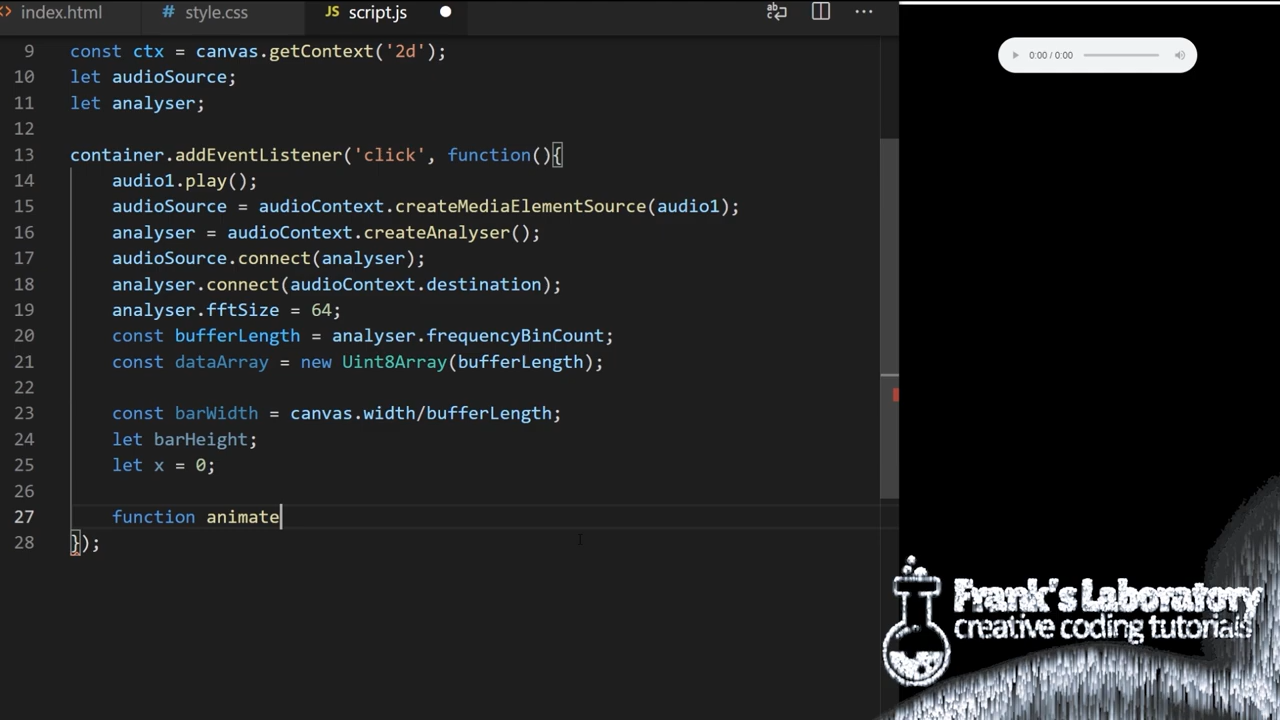 index.html
# style.css
JS script.js
9 const ctx = canvas.getContext('2d');
10 let audioSource;
11 let analyser;
12
13 container.addEventListener('click', function(){
14 audio1.play();
15 audioSource = audioContext.createMediaElementSource(audio1);
16 analyser = audioContext.createAnalyser();
17 audioSource.connect(analyser);
18 analyser.connect(audioContext.destination);
19 analyser.fftSize = 64;
20 const bufferLength = analyser.frequencyBinCount;
21 const dataArray = new Uint8Array(bufferLength);
22
23 const barWidth = canvas.width/bufferLength;
24 let barHeight;
25 let x = 0;
26
27 function animate
28 });
0:00 / 0:00
Frank's Laboratory
creative coding tutorials